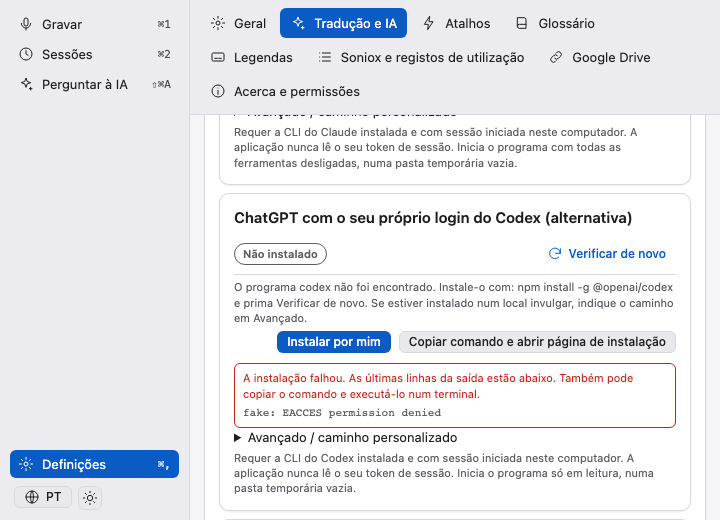 Gravar ⌘1
Sessões ⌘2
Perguntar à IA ⇧⌘A
Definições ⌘,
PT
Geral
Tradução e IA
Atalhos
Glossário
Legendas
Soniox e registos de utilização
Google Drive
Acerca e permissões
Avançado / caminho personalizado
Requer a CLI do Claude instalada e com sessão iniciada neste computador. A
aplicação nunca lê o seu token de sessão. Inicia o programa com todas as
ferramentas desligadas, numa pasta temporária vazia.
ChatGPT com o seu próprio login do Codex (alternativa)
Não instalado
Verificar de novo
O programa codex não foi encontrado. Instale-o com: npm install -g @openai/codex
e prima Verificar de novo. Se estiver instalado num local invulgar, indique o caminho
em Avançado.
Instalar por mim
Copiar comando e abrir página de instalação
A instalação falhou. As últimas linhas da saída estão abaixo. Também pode
copiar o comando e executá-lo num terminal.
fake: EACCES permission denied
Avançado / caminho personalizado
Requer a CLI do Codex instalada e com sessão iniciada neste computador. A
aplicação nunca lê o seu token de sessão. Inicia o programa só em leitura, numa
pasta temporária vazia.